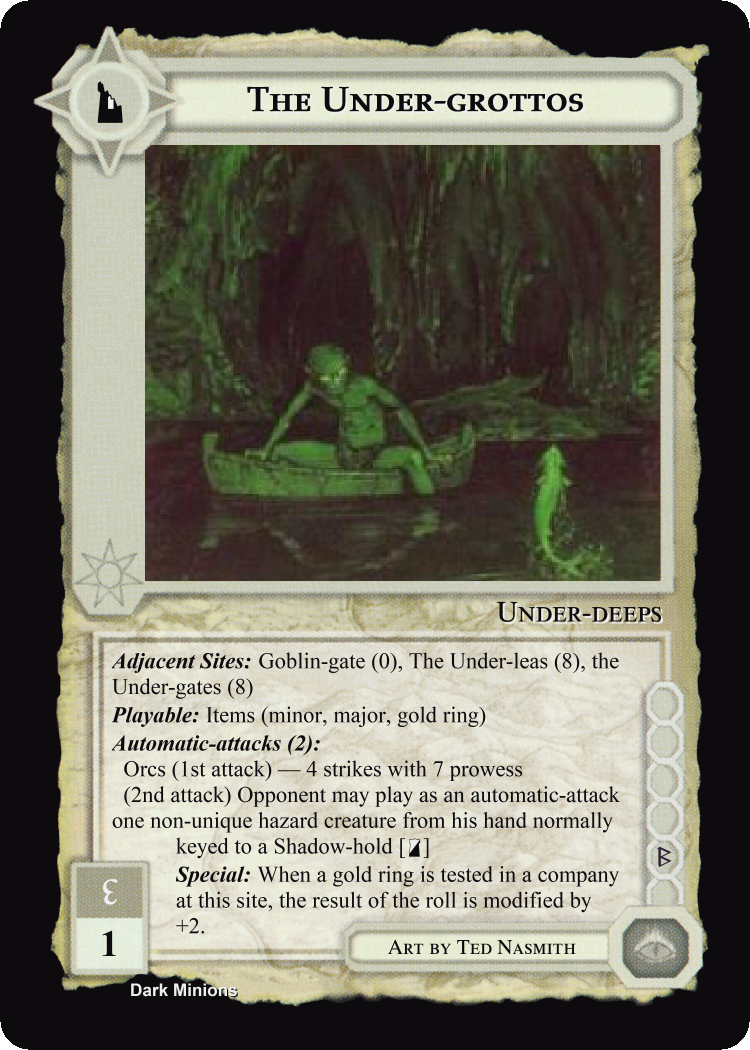 The Under-grottos
Under-deeps
Adjacent Sites: Goblin-gate (0), The Under-leas (8), the
Under-gates (8)
Playable: Items (minor, major, gold ring)
Automatic-attacks (2):
Orcs (1st attack) — 4 strikes with 7 prowess
(2nd attack) Opponent may play as an automatic-attack
one non-unique hazard creature from his hand normally
keyed to a Shadow-hold [ ]
Special: When a gold ring is tested in a company
at this site, the result of the roll is modified by
+2.
1
Art by Ted Nasmith
Dark Minions